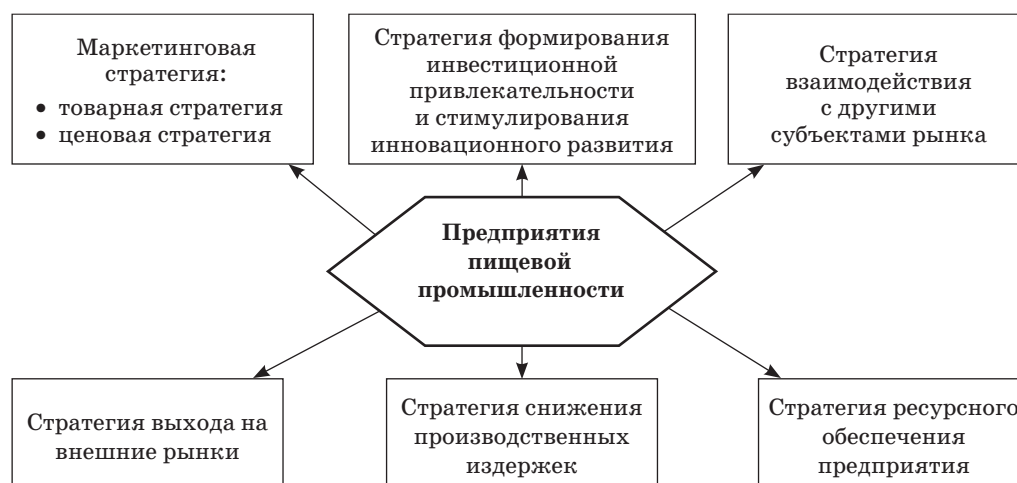 Маркетинговая
стратегия:
• товарная стратегия
• ценовая стратегия
Стратегия формирования
инвестиционной
привлекательности
и стимулирования
инновационного развития
Стратегия
взаимодействия
с другими
субъектами рынка
Предприятия
пищевой
промышленности
Стратегия выхода на
внешние рынки
Стратегия снижения
производственных
издержек
Стратегия ресурсного
обеспечения
предприятия